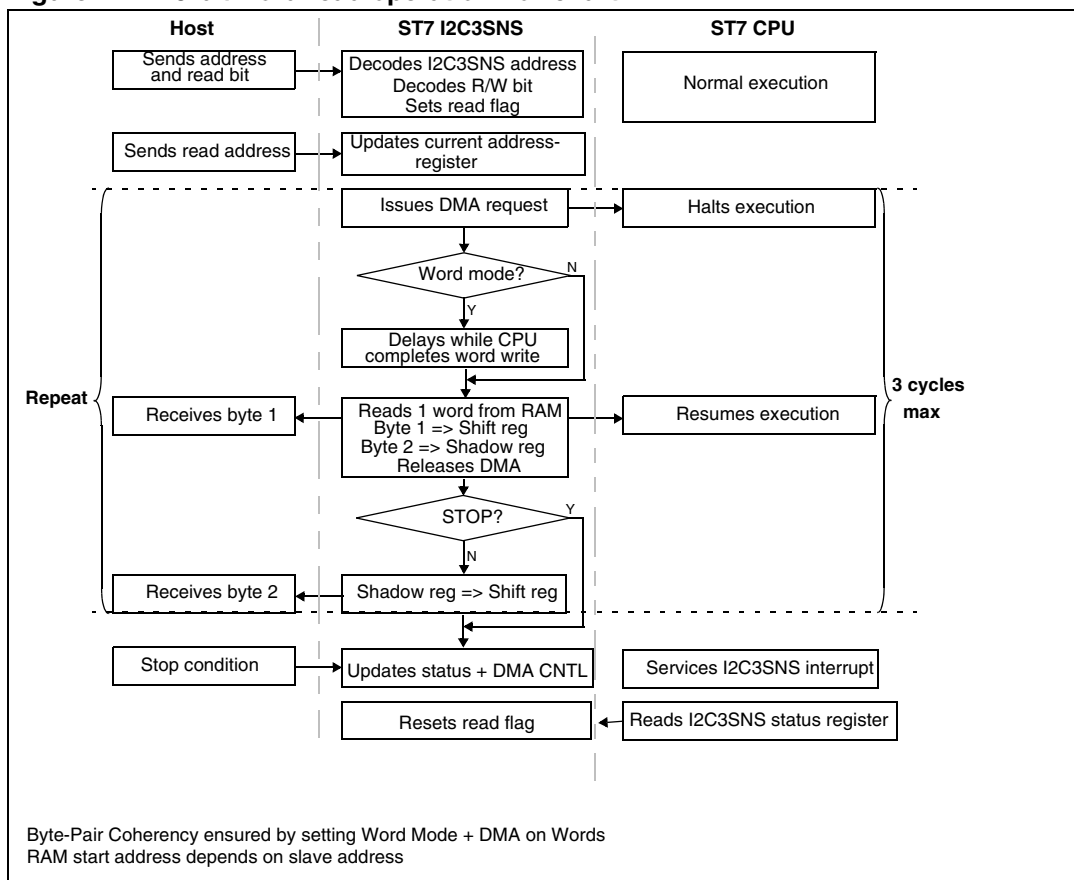 Host
ST7 I2C3SNS
ST7 CPU
Sends address
and read bit
Decodes I2C3SNS address
Decodes R/W bit
Sets read flag
Normal execution
Sends read address
Updates current address-
register
Issues DMA request
Halts execution
Word mode?
N
Y
Delays while CPU
completes word write
Repeat
3 cycles
max
Receives byte 1
Reads 1 word from RAM
Byte 1 => Shift reg
Byte 2 => Shadow reg
Releases DMA
Resumes execution
STOP?
Y
N
Receives byte 2
Shadow reg => Shift reg
Stop condition
Updates status + DMA CNTL
Services I2C3SNS interrupt
Resets read flag
Reads I2C3SNS status register
Byte-Pair Coherency ensured by setting Word Mode + DMA on Words
RAM start address depends on slave address